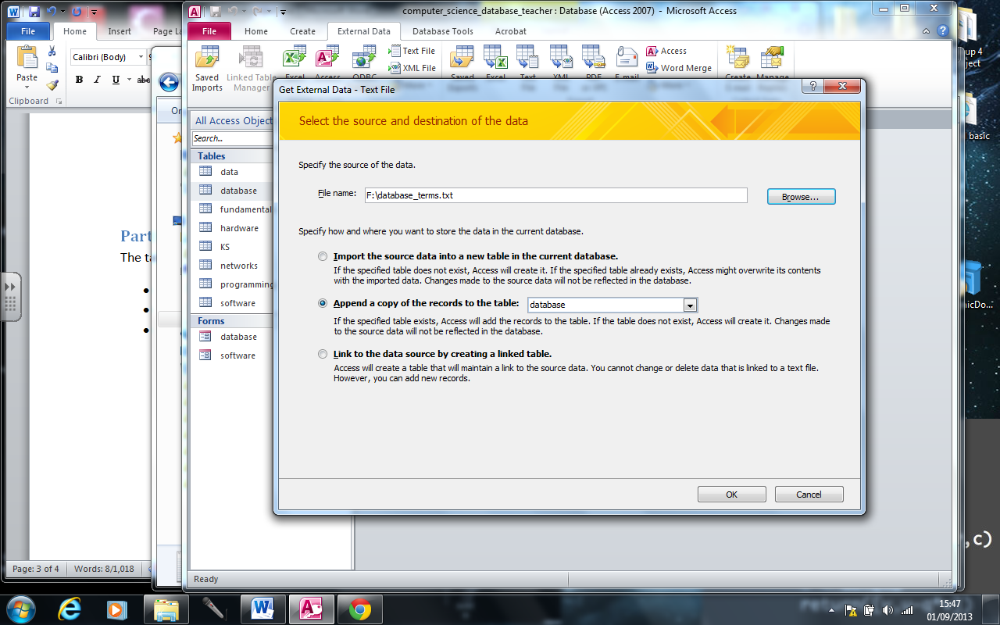 computer_science_database_teacher : Database (Access 2007) - Microsoft Access
File
Home
Insert
Page La
File
Home
Create
External Data
Database Tools
Acrobat
Paste
Clipboard
Calibri (Body)
B I U abc
Saved Imports
Linked Table Manager
Excel
Access
ODBC
Text File
XML File
Saved
Excel
Text
XML
PDF
E-mail
Access
Word Merge
Create
Manage
up 4
ject
basic
nicDo...
,c)
Part
The ta
Or
All Access Object
Search...
Tables
data
database
fundamental
hardware
KS
networks
programming
software
Forms
database
software
Get External Data - Text File
Select the source and destination of the data
Specify the source of the data.
File name: F:\database_terms.txt
Browse...
Specify how and where you want to store the data in the current database.
Import the source data into a new table in the current database.
If the specified table does not exist, Access will create it. If the specified table already exists, Access might overwrite its contents
with the imported data. Changes made to the source data will not be reflected in the database.
Append a copy of the records to the table: database
If the specified table exists, Access will add the records to the table. If the table does not exist, Access will create it. Changes made
to the source data will not be reflected in the database.
Link to the data source by creating a linked table.
Access will create a table that will maintain a link to the source data. You cannot change or delete data that is linked to a text file.
However, you can add new records.
OK
Cancel
Page: 3 of 4
Words: 8/1,018
Ready
15:47
01/09/2013